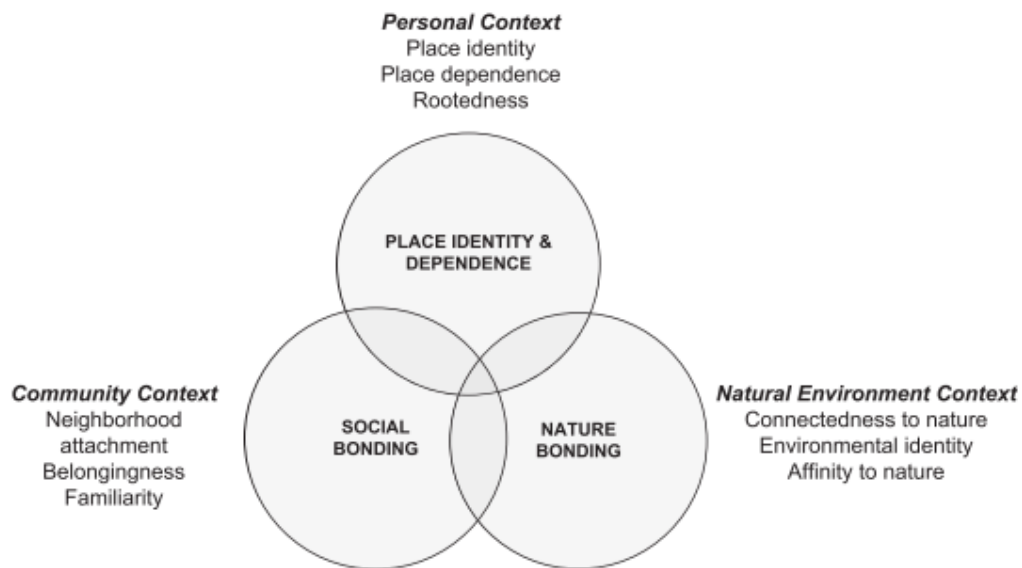 Personal Context
Place identity
Place dependence
Rootedness
PLACE IDENTITY &
DEPENDENCE
Community Context
Neighborhood
attachment
Belongingness
Familiarity
SOCIAL
BONDING
NATURE
BONDING
Natural Environment Context
Connectedness to nature
Environmental identity
Affinity to nature